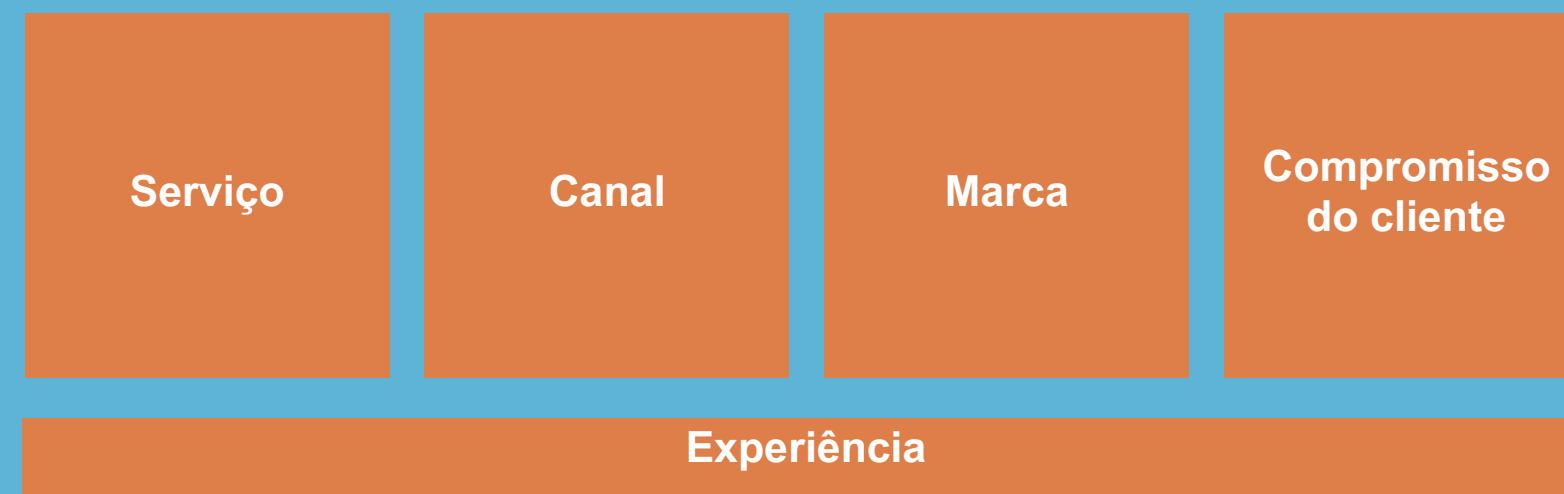 Serviço
Canal
Marca
Compromisso
do cliente
Experiência